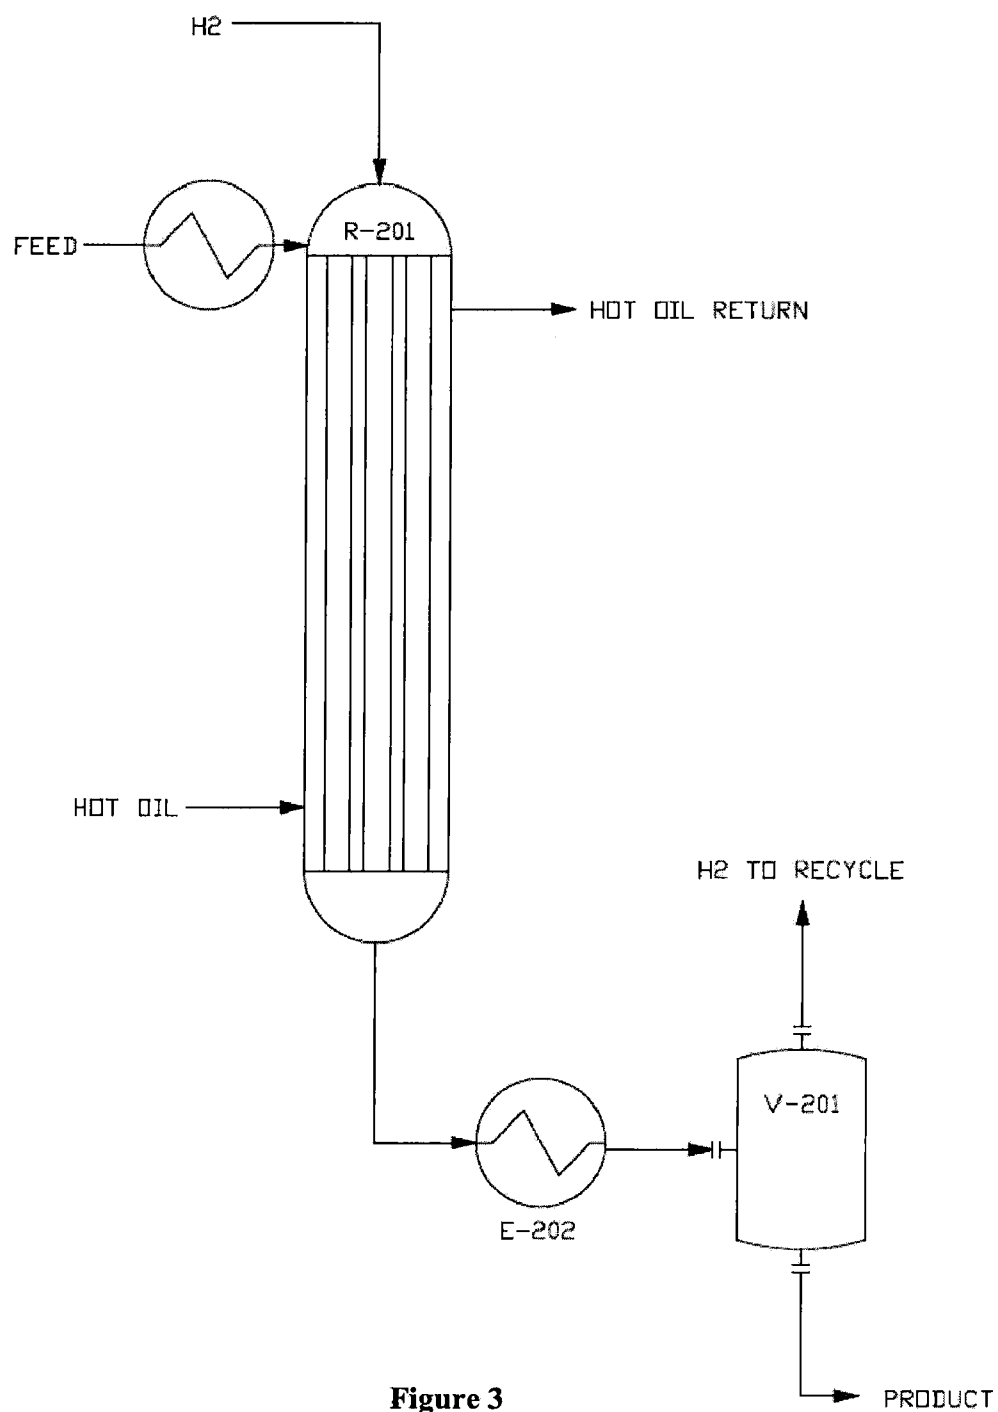 H2
R-201
FEED
HOT OIL RETURN
HOT OIL
H2 TO RECYCLE
V-201
E-202
PRODUCT
Figure 3